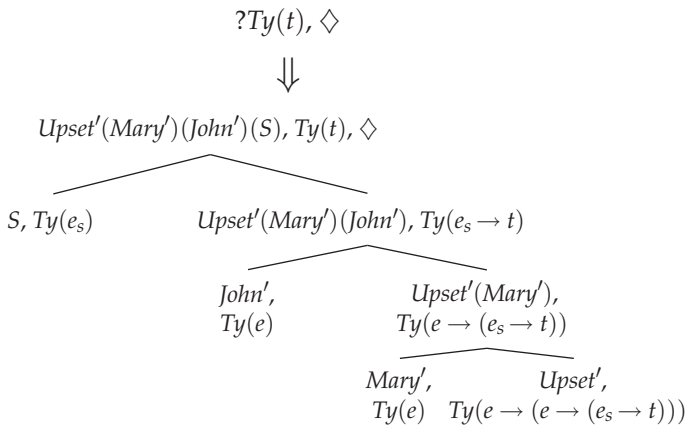 ?Ty(t), ♢
⇓
Upset′(Mary′)(John′)(S), Ty(t), ♢
S, Ty(eₛ) Upset′(Mary′)(John′), Ty(eₛ → t)
John′, Upset′(Mary′),
Ty(e) Ty(e → (eₛ → t))
Mary′, Upset′,
Ty(e) Ty(e → (e → (eₛ → t)))